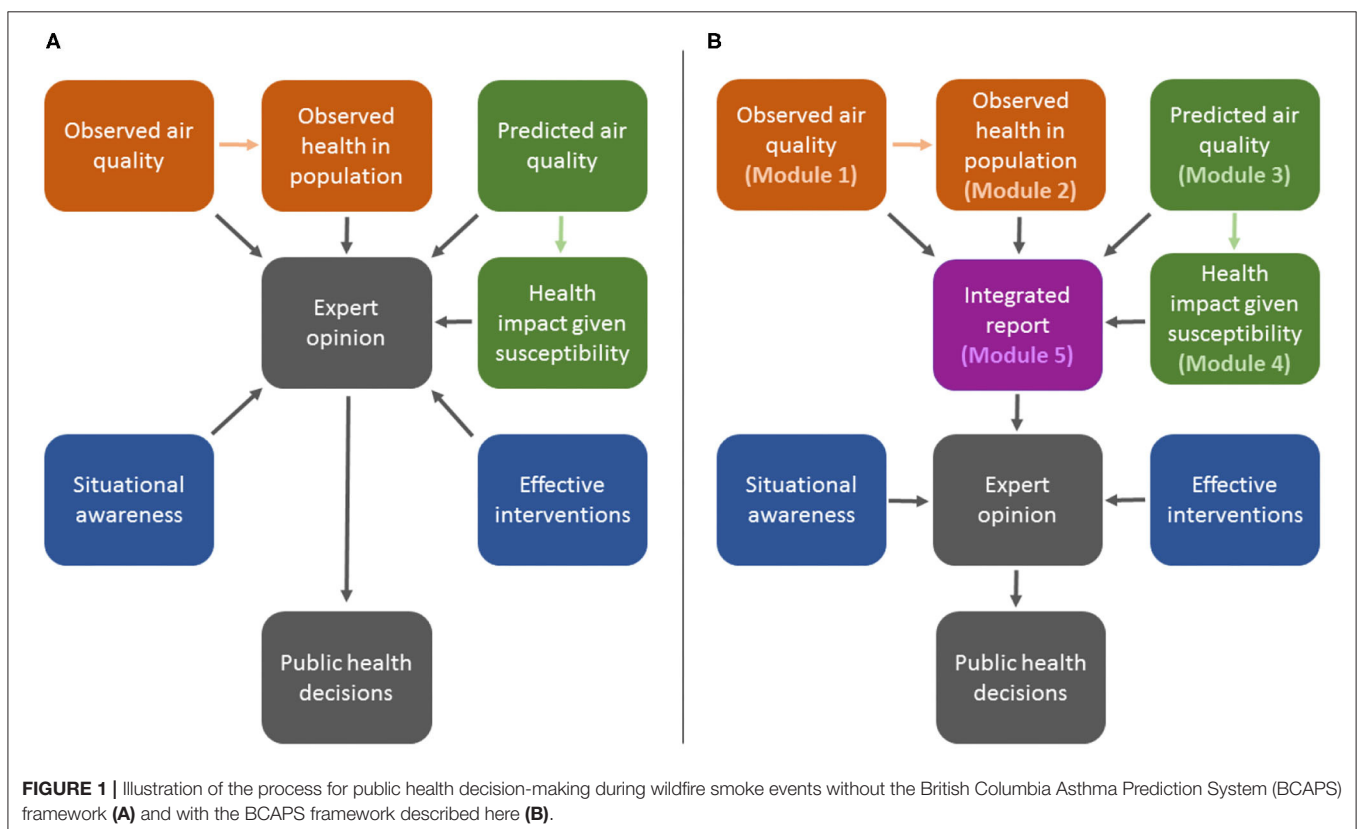 A
Observed air
quality
Observed
health in
population
Predicted air
quality
Expert
opinion
Health
impact given
susceptibility
Situational
awareness
Effective
interventions
Public health
decisions
B
Observed air
quality
(Module 1)
Observed
health in
population
(Module 2)
Predicted air
quality
(Module 3)
Integrated
report
(Module 5)
Health
impact given
susceptibility
(Module 4)
Situational
awareness
Expert
opinion
Effective
interventions
Public health
decisions
FIGURE 1 | Illustration of the process for public health decision-making during wildfire smoke events without the British Columbia Asthma Prediction System (BCAPS)
framework (A) and with the BCAPS framework described here (B).